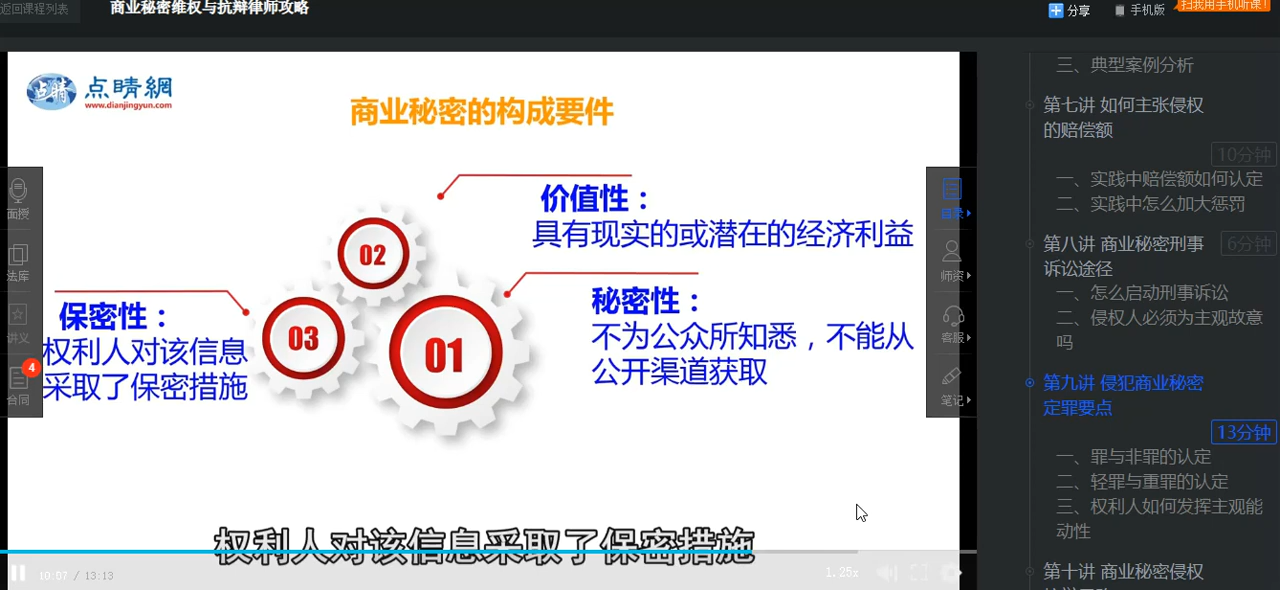 返回课程列表
商业秘密维权与抗辩律师攻略
分享
手机版
扫我用手机听课!
点睛
点睛網
www.dianjingyun.com
商业秘密的构成要件
价值性：
具有现实的或潜在的经济利益
02
秘密性：
不为公众所知悉，不能从
公开渠道获取
保密性：
权利人对该信息
采取了保密措施
03
01
面授
法库
讲义
4
合同
目录
师资
客服
笔记
权利人对该信息采取了保密措施
10:07 / 13:13
1.25x
三、典型案例分析
第七讲 如何主张侵权
的赔偿额
10分钟
一、实践中赔偿额如何认定
二、实践中怎么加大惩罚
第八讲 商业秘密刑事
6分钟
诉讼途径
一、怎么启动刑事诉讼
二、侵权人必须为主观故意
吗
第九讲 侵犯商业秘密
定罪要点
13分钟
一、罪与非罪的认定
二、轻罪与重罪的认定
三、权利人如何发挥主观能
动性
第十讲 商业秘密侵权